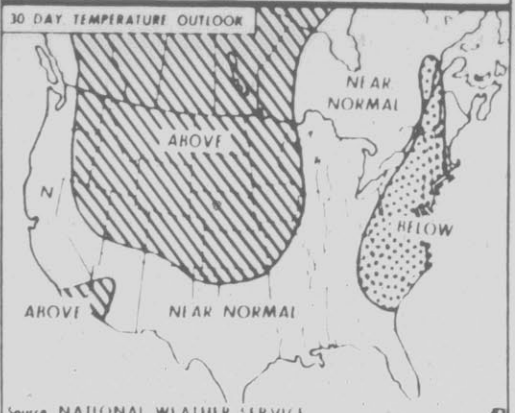 30 DAY TEMPERATURE OUTLOOK
NEAR
NORMAL
ABOVE
N
BELOW
ABOVE
NEAR NORMAL
Source NATIONAL WEATHER SERVICE